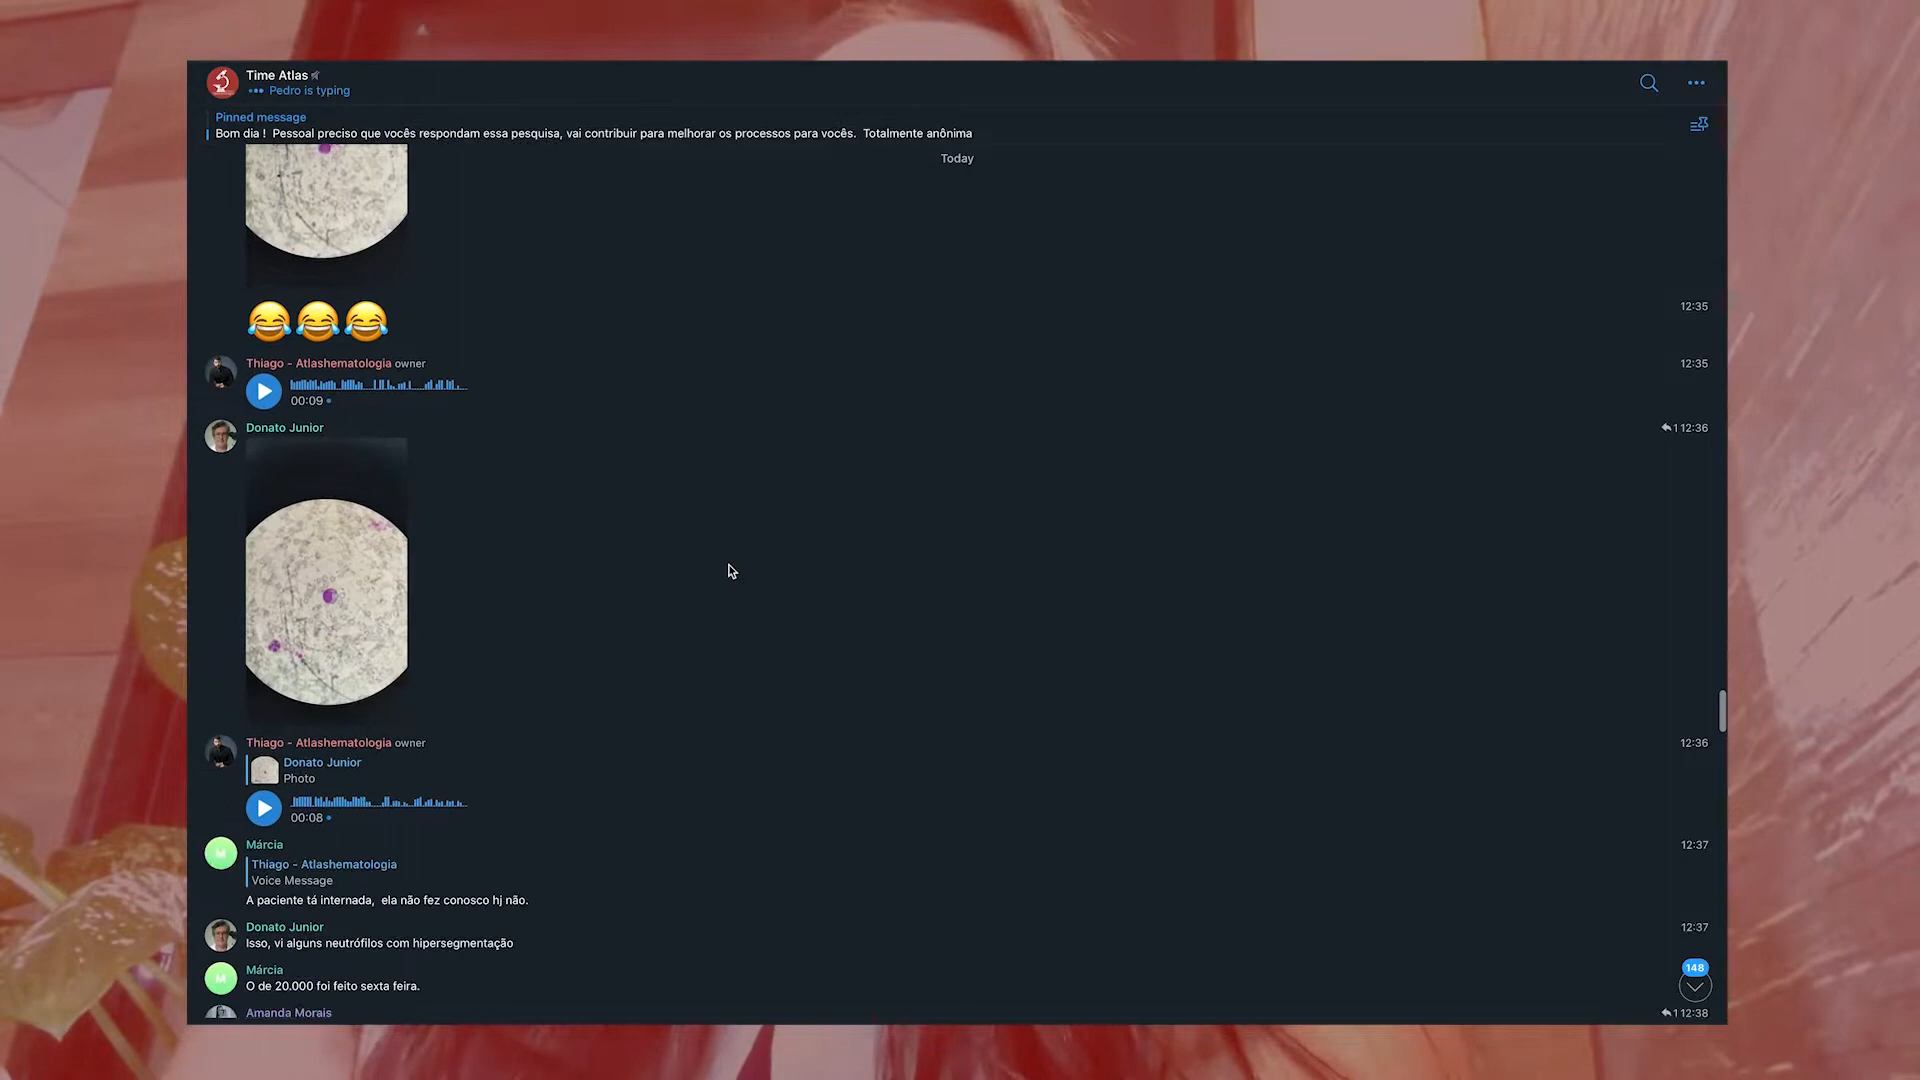 Time Atlas
Pedro is typing
Pinned message
Bom dia ! Pessoal preciso que vocês respondam essa pesquisa, vai contribuir para melhorar os processos para vocês. Totalmente anônima
Today
12:35
Thiago - Atlashematologia owner 12:35
00:09
Donato Junior 1 12:36
Thiago - Atlashematologia owner 12:36
Donato Junior
Photo
00:08
Márcia 12:37
Thiago - Atlashematologia
Voice Message
A paciente tá internada, ela não fez conosco hj não.
Donato Junior 12:37
Isso, vi alguns neutrófilos com hipersegmentação
Márcia
M
O de 20.000 foi feito sexta feira.
148
Amanda Morais 1 12:38